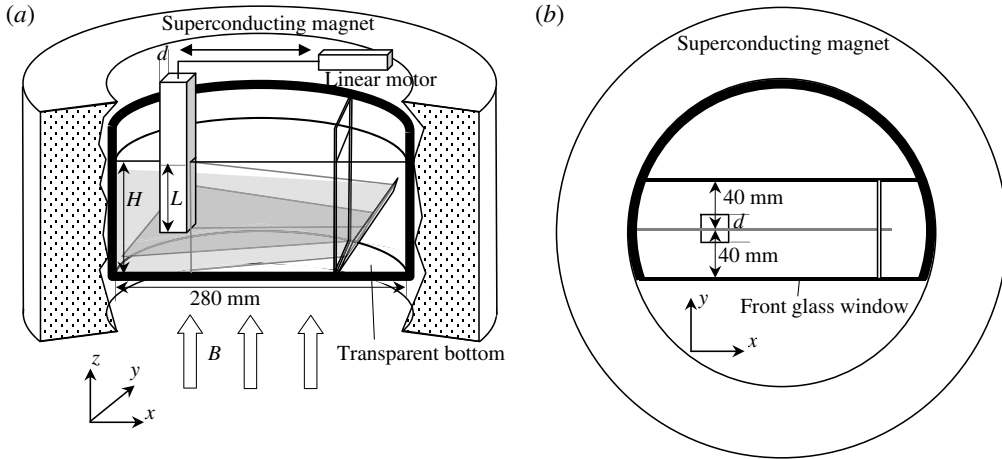 (a)
Superconducting magnet
d
Linear motor
H
L
280 mm
B
Transparent bottom
z
y
x
(b)
Superconducting magnet
40 mm
d
40 mm
Front glass window
y
x